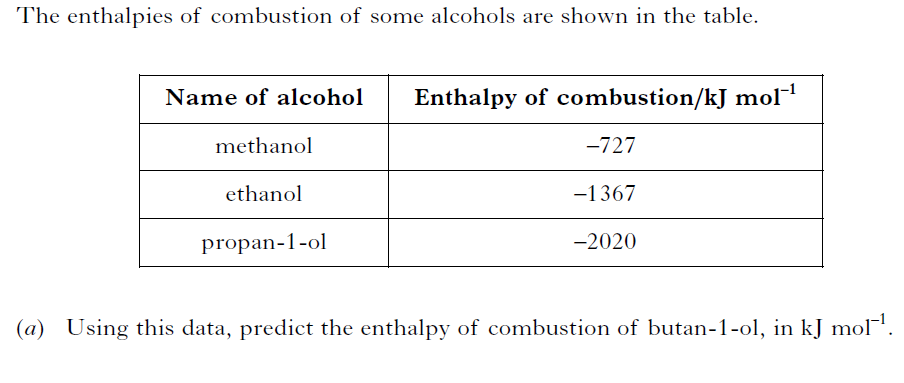 The enthalpies of combustion of some alcohols are shown in the table.
Name of alcohol Enthalpy of combustion/kJ mol⁻¹
methanol –727
ethanol –1367
propan-1-ol –2020
(a) Using this data, predict the enthalpy of combustion of butan-1-ol, in kJ mol⁻¹.